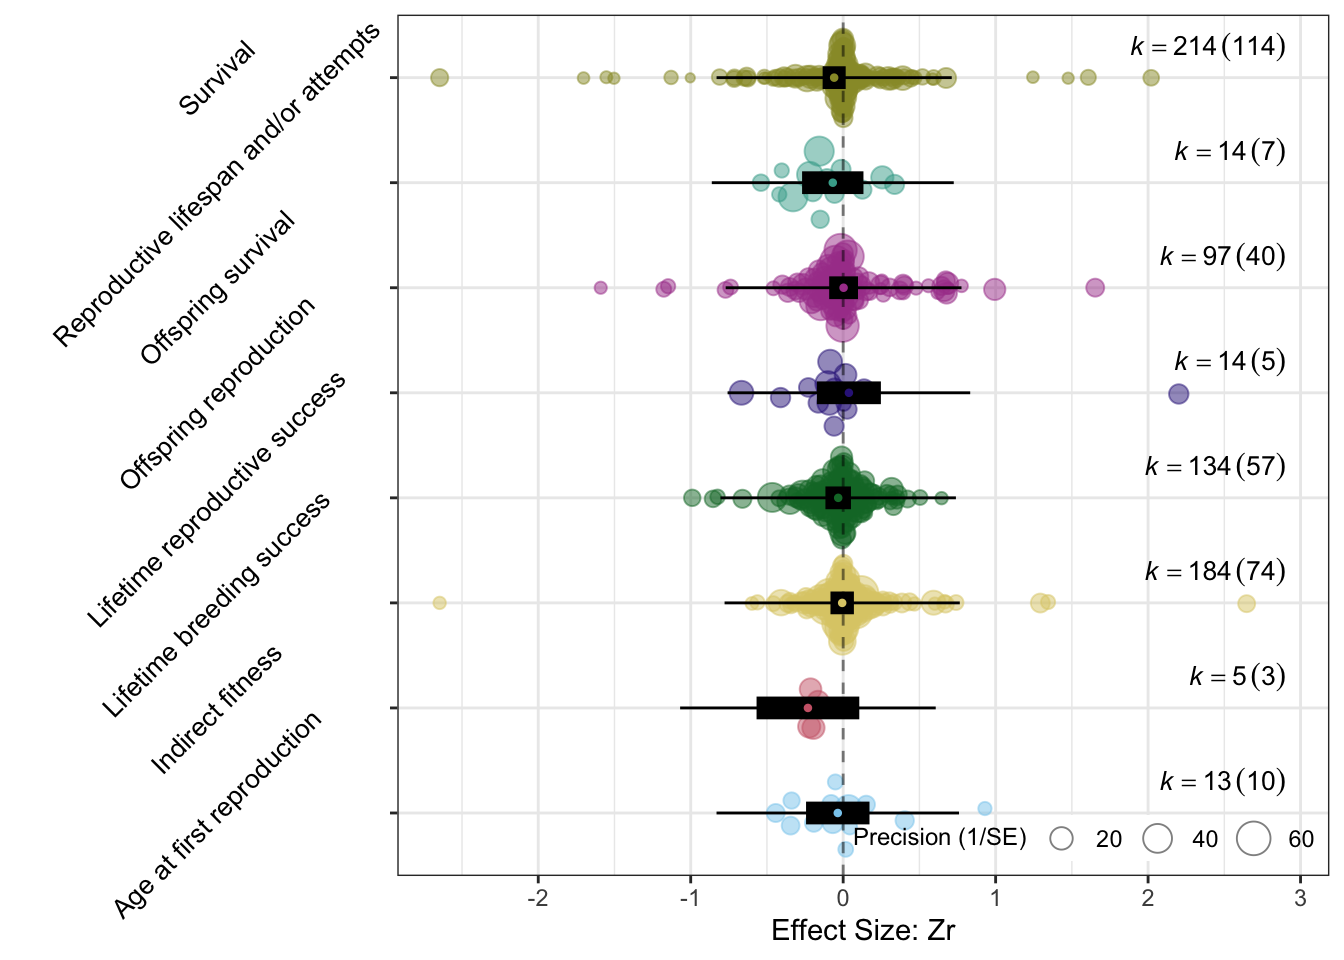 Survival
k = 214 (114)
Reproductive lifespan and/or attempts
k = 14 (7)
Offspring survival
k = 97 (40)
Offspring reproduction
k = 14 (5)
Lifetime reproductive success
k = 134 (57)
Lifetime breeding success
k = 184 (74)
Indirect fitness
k = 5 (3)
Age at first reproduction
k = 13 (10)
Precision (1/SE) 20 40 60
-2 -1 0 1 2 3
Effect Size: Zr